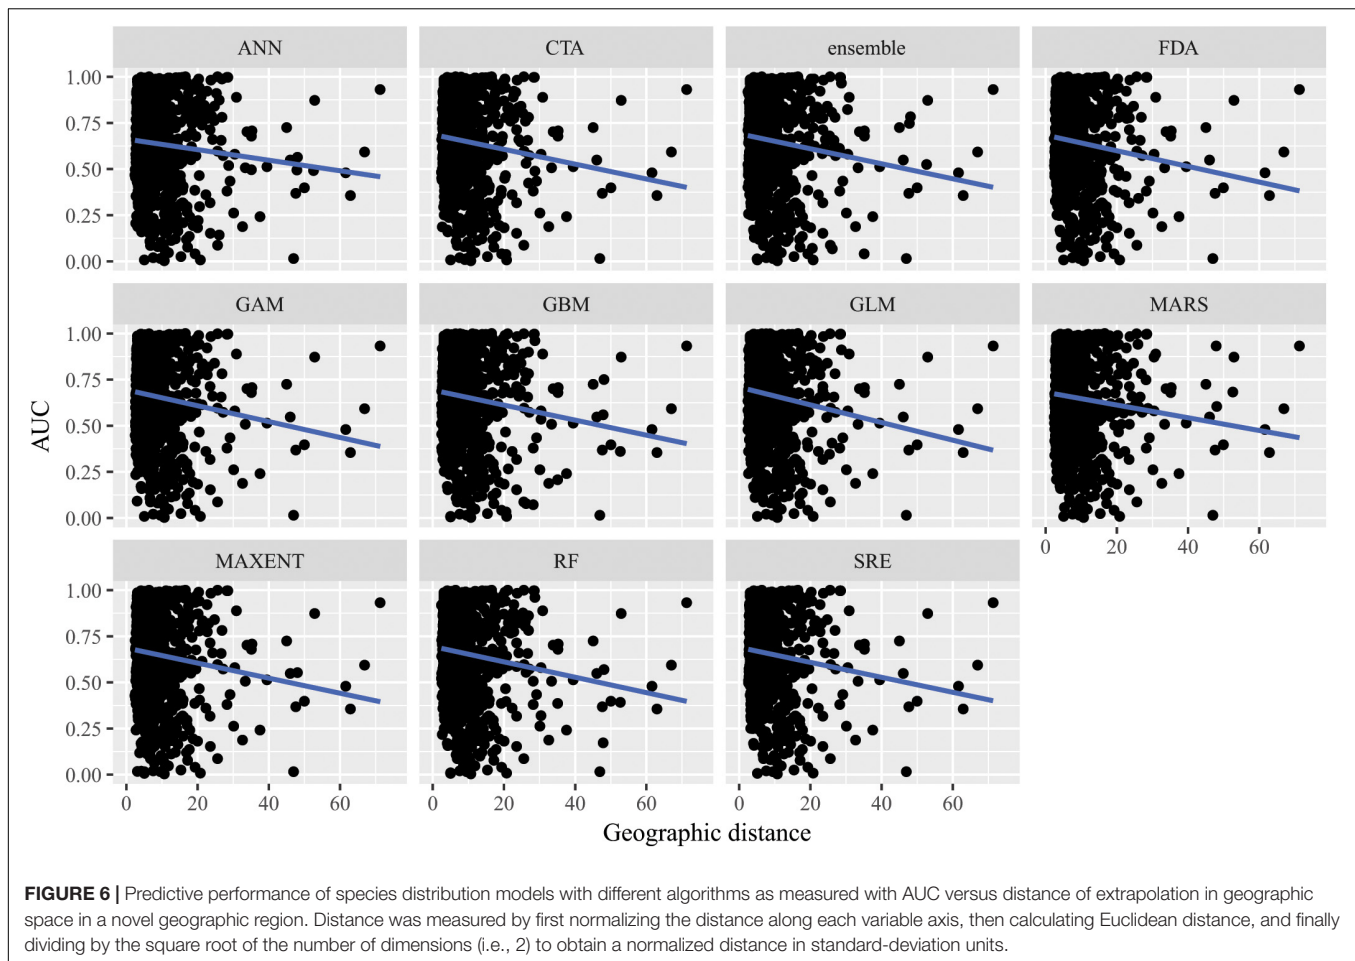 ANN CTA ensemble FDA
1.00
0.75
0.50
0.25
0.00
GAM GBM GLM MARS
1.00
0.75
0.50
0.25
0.00
AUC
0 20 40 60
MAXENT RF SRE
1.00
0.75
0.50
0.25
0.00
0 20 40 60 0 20 40 60 0 20 40 60
Geographic distance
FIGURE 6 | Predictive performance of species distribution models with different algorithms as measured with AUC versus distance of extrapolation in geographic
space in a novel geographic region. Distance was measured by first normalizing the distance along each variable axis, then calculating Euclidean distance, and finally
dividing by the square root of the number of dimensions (i.e., 2) to obtain a normalized distance in standard-deviation units.